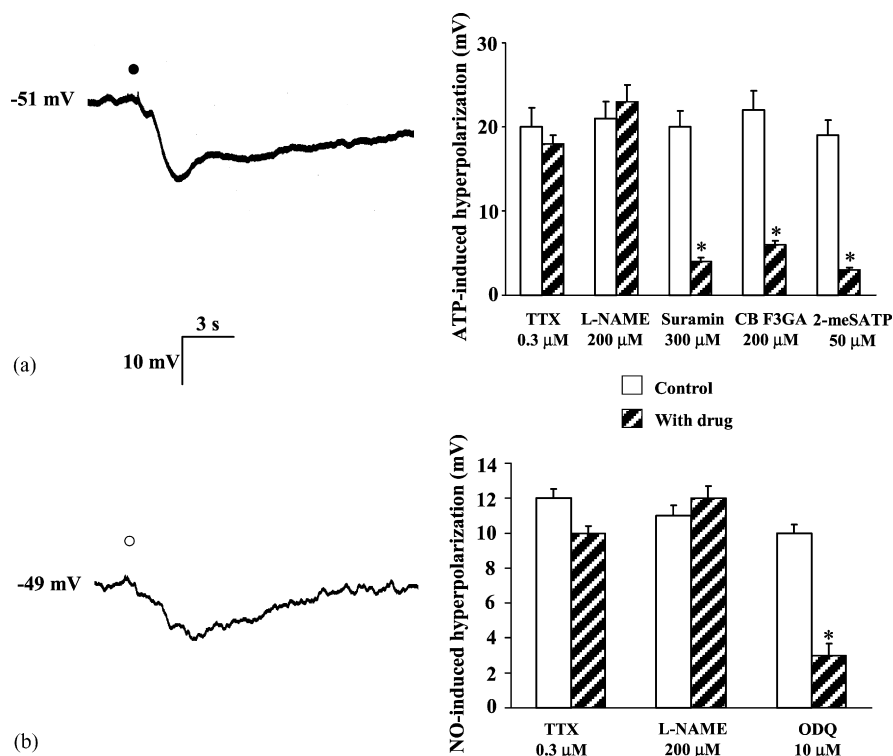 -51 mV
3 s
10 mV
(a)
ATP-induced hyperpolarization (mV)
30
20
10
0
*
*
*
TTX
0.3 μM
L-NAME
200 μM
Suramin
300 μM
CB F3GA
200 μM
2-meSATP
50 μM
Control
With drug
-49 mV
(b)
NO-induced hyperpolarization (mV)
14
12
10
8
6
4
2
0
*
TTX
0.3 μM
L-NAME
200 μM
ODQ
10 μM